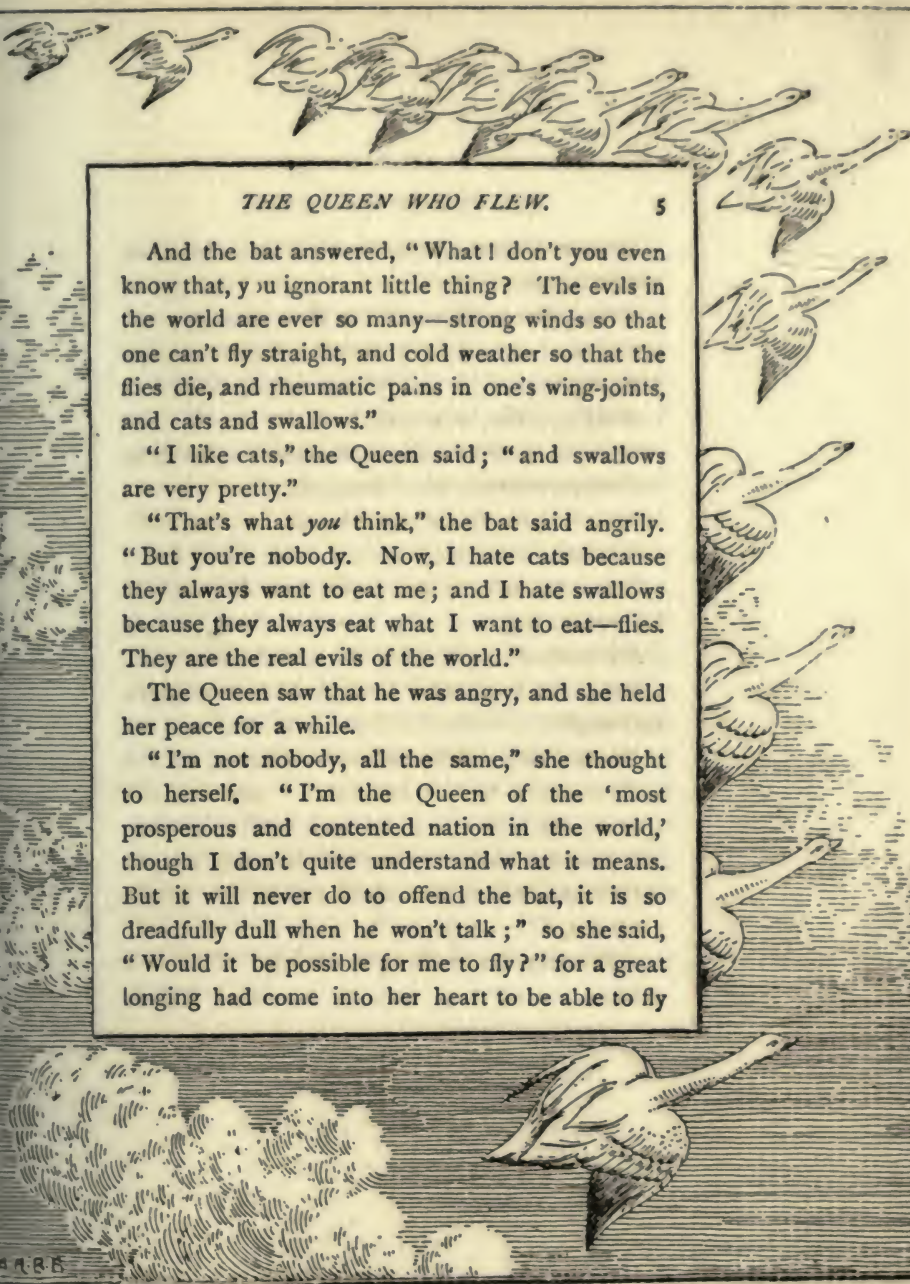 THE QUEEN WHO FLEW. 5
And the bat answered, “What! don't you even
know that, you ignorant little thing? The evils in
the world are ever so many—strong winds so that
one can't fly straight, and cold weather so that the
flies die, and rheumatic pains in one's wing-joints,
and cats and swallows.”
“I like cats,” the Queen said; “and swallows
are very pretty.”
“That's what you think,” the bat said angrily.
“But you're nobody. Now, I hate cats because
they always want to eat me; and I hate swallows
because they always eat what I want to eat—flies.
They are the real evils of the world.”
The Queen saw that he was angry, and she held
her peace for a while.
“I'm not nobody, all the same,” she thought
to herself. “I'm the Queen of the ‘most
prosperous and contented nation in the world,’
though I don't quite understand what it means.
But it will never do to offend the bat, it is so
dreadfully dull when he won't talk;” so she said,
“Would it be possible for me to fly?” for a great
longing had come into her heart to be able to fly